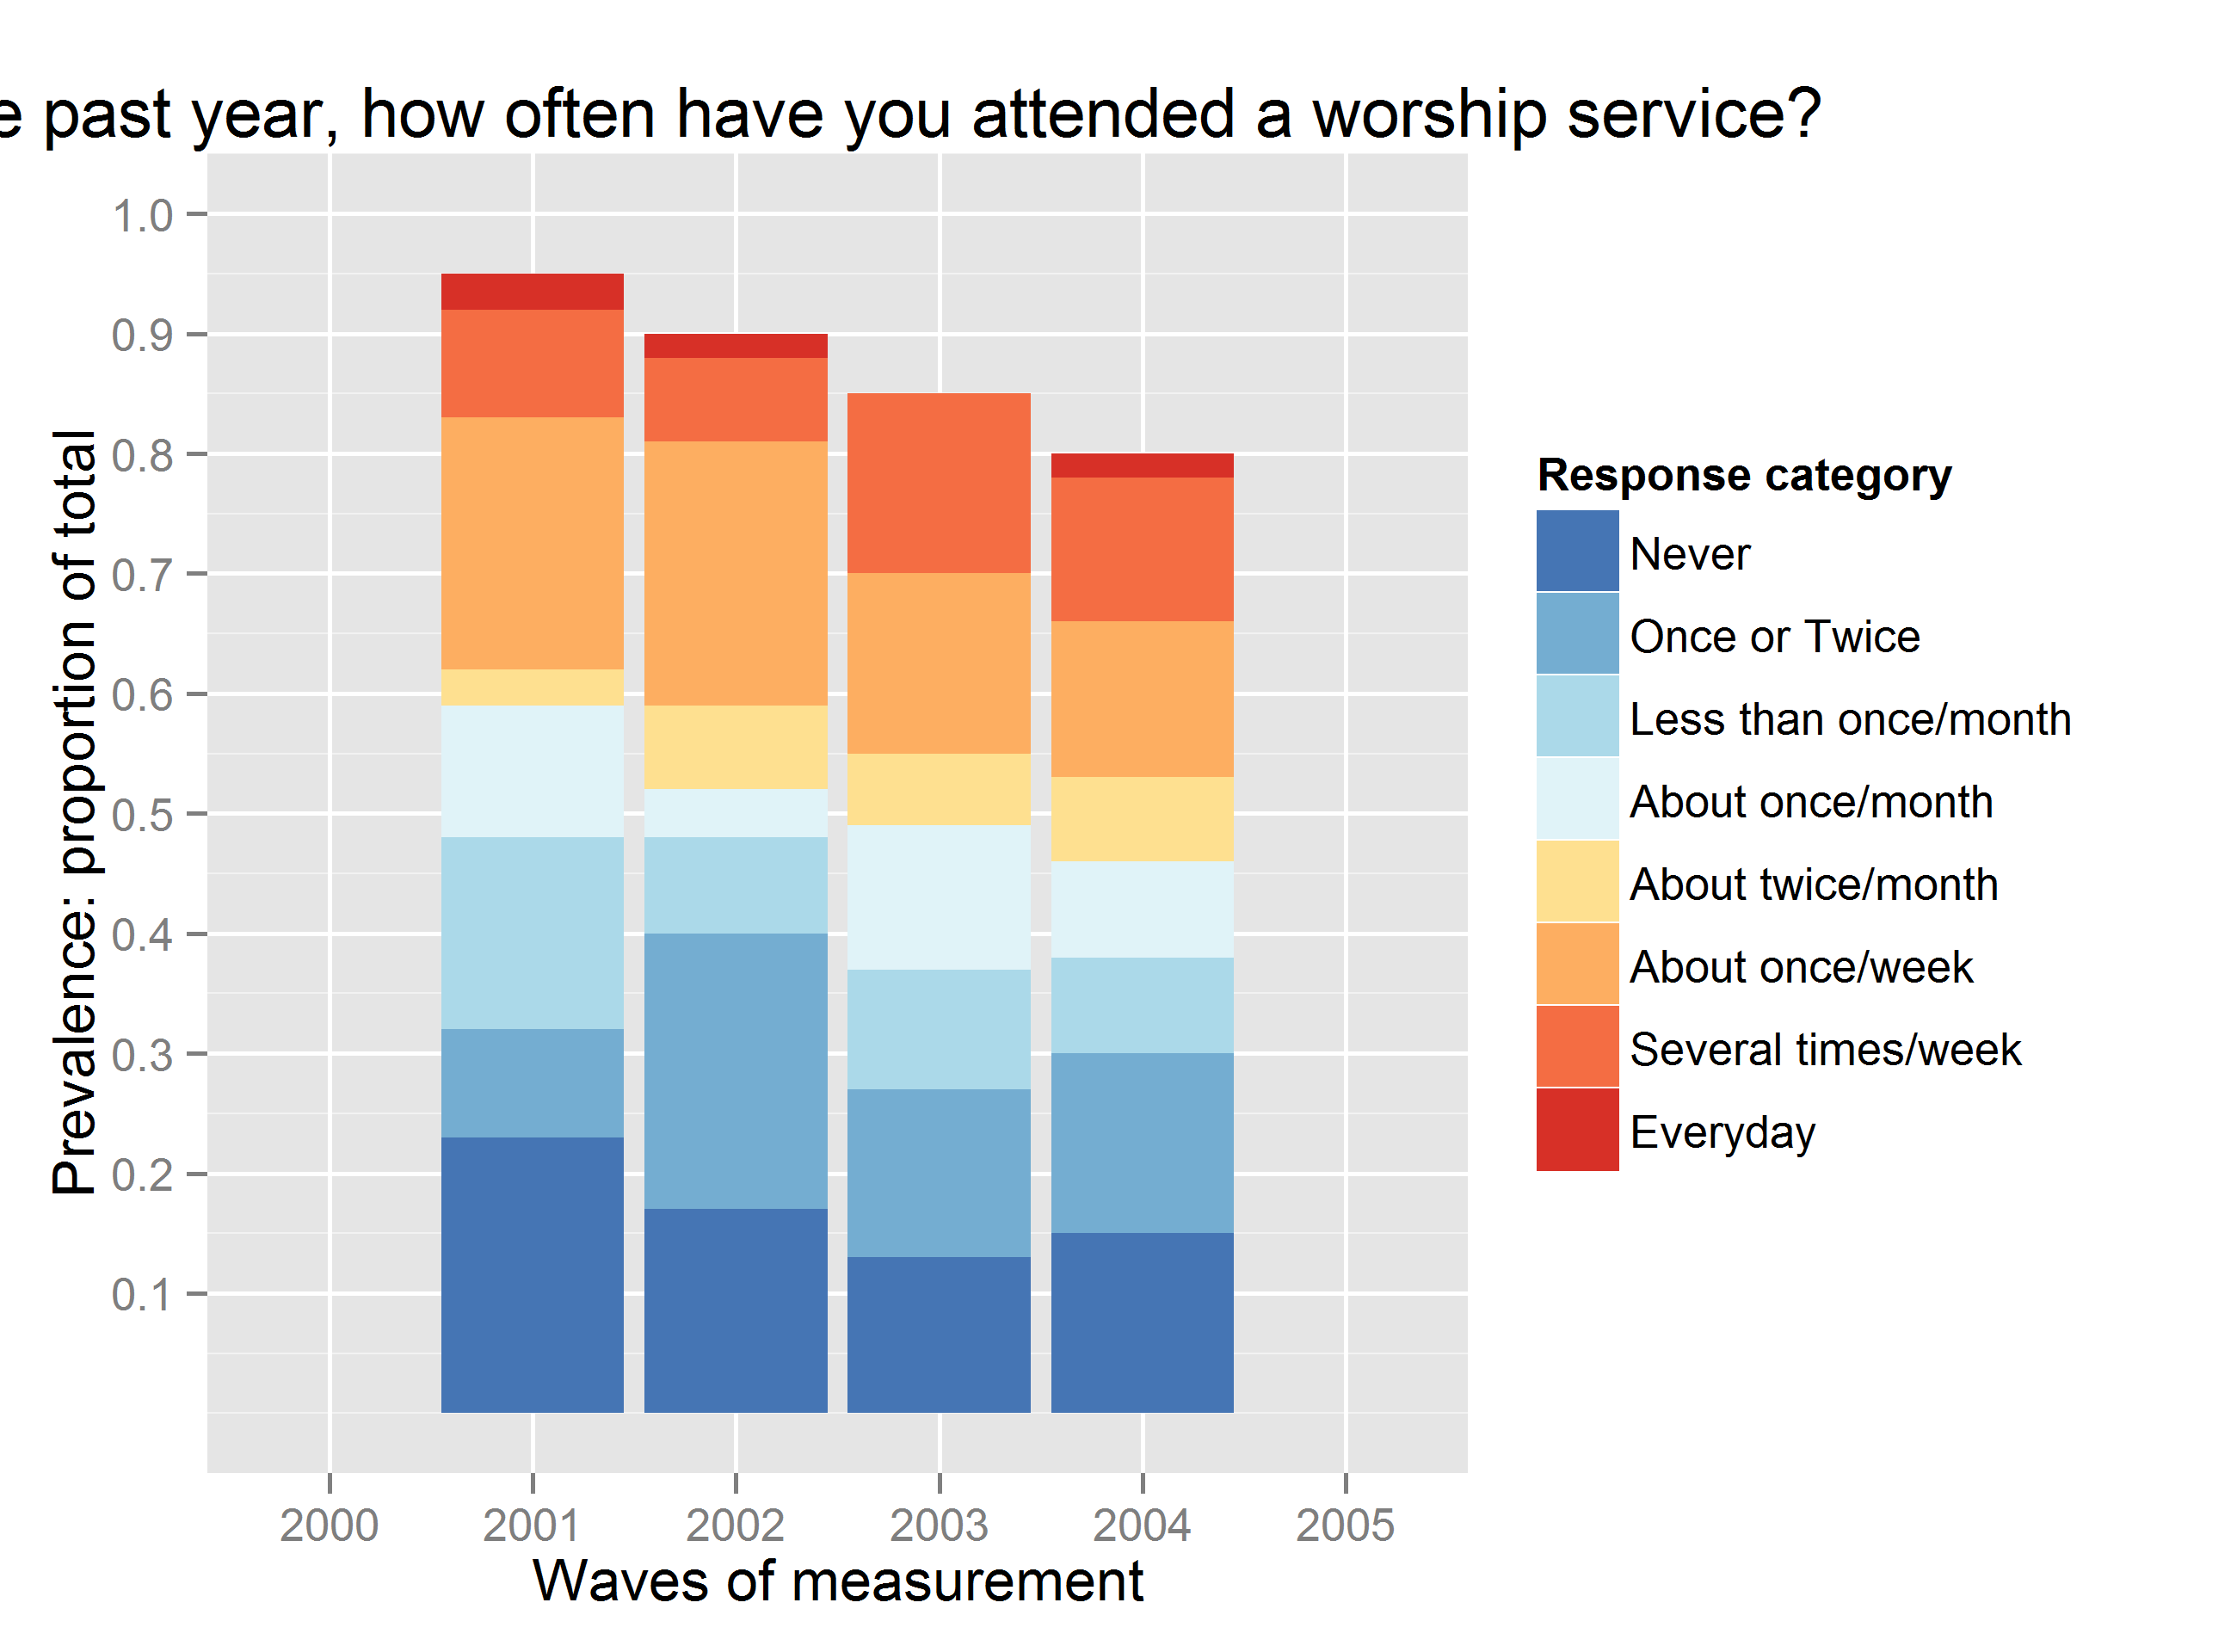 e past year, how often have you attended a worship service?
Prevalence: proportion of total
1.0
0.9
0.8
0.7
0.6
0.5
0.4
0.3
0.2
0.1
2000 2001 2002 2003 2004 2005
Waves of measurement
Response category
Never
Once or Twice
Less than once/month
About once/month
About twice/month
About once/week
Several times/week
Everyday